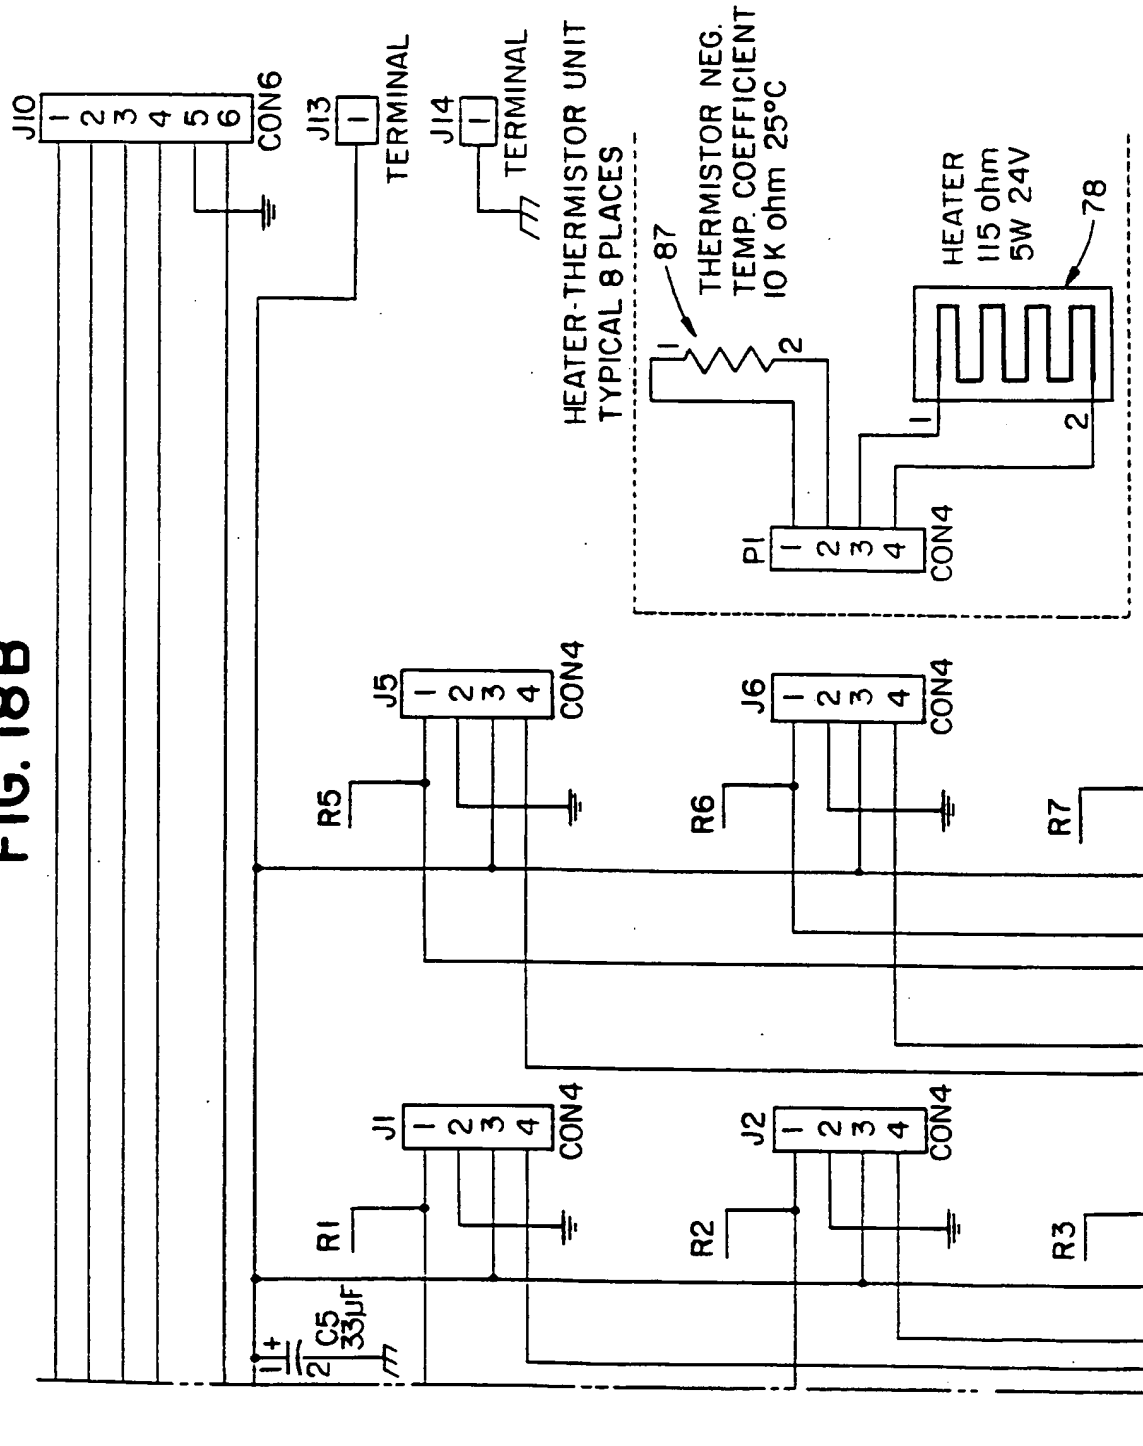 FIG. 18B
J10
1
2
3
4
5
6
CON6
J13
1
TERMINAL
J14
1
TERMINAL
HEATER-THERMISTOR UNIT
TYPICAL 8 PLACES
87
THERMISTOR NEG.
TEMP. COEFFICIENT
10 K ohm 25°C
1
2
HEATER
115 ohm
5W 24V
78
1
2
P1
1
2
3
4
CON4
J5
1
2
3
4
CON4
R5
J6
1
2
3
4
CON4
R6
R7
J1
1
2
3
4
CON4
R1
J2
1
2
3
4
CON4
R2
R3
1 +
2
C5
33µF